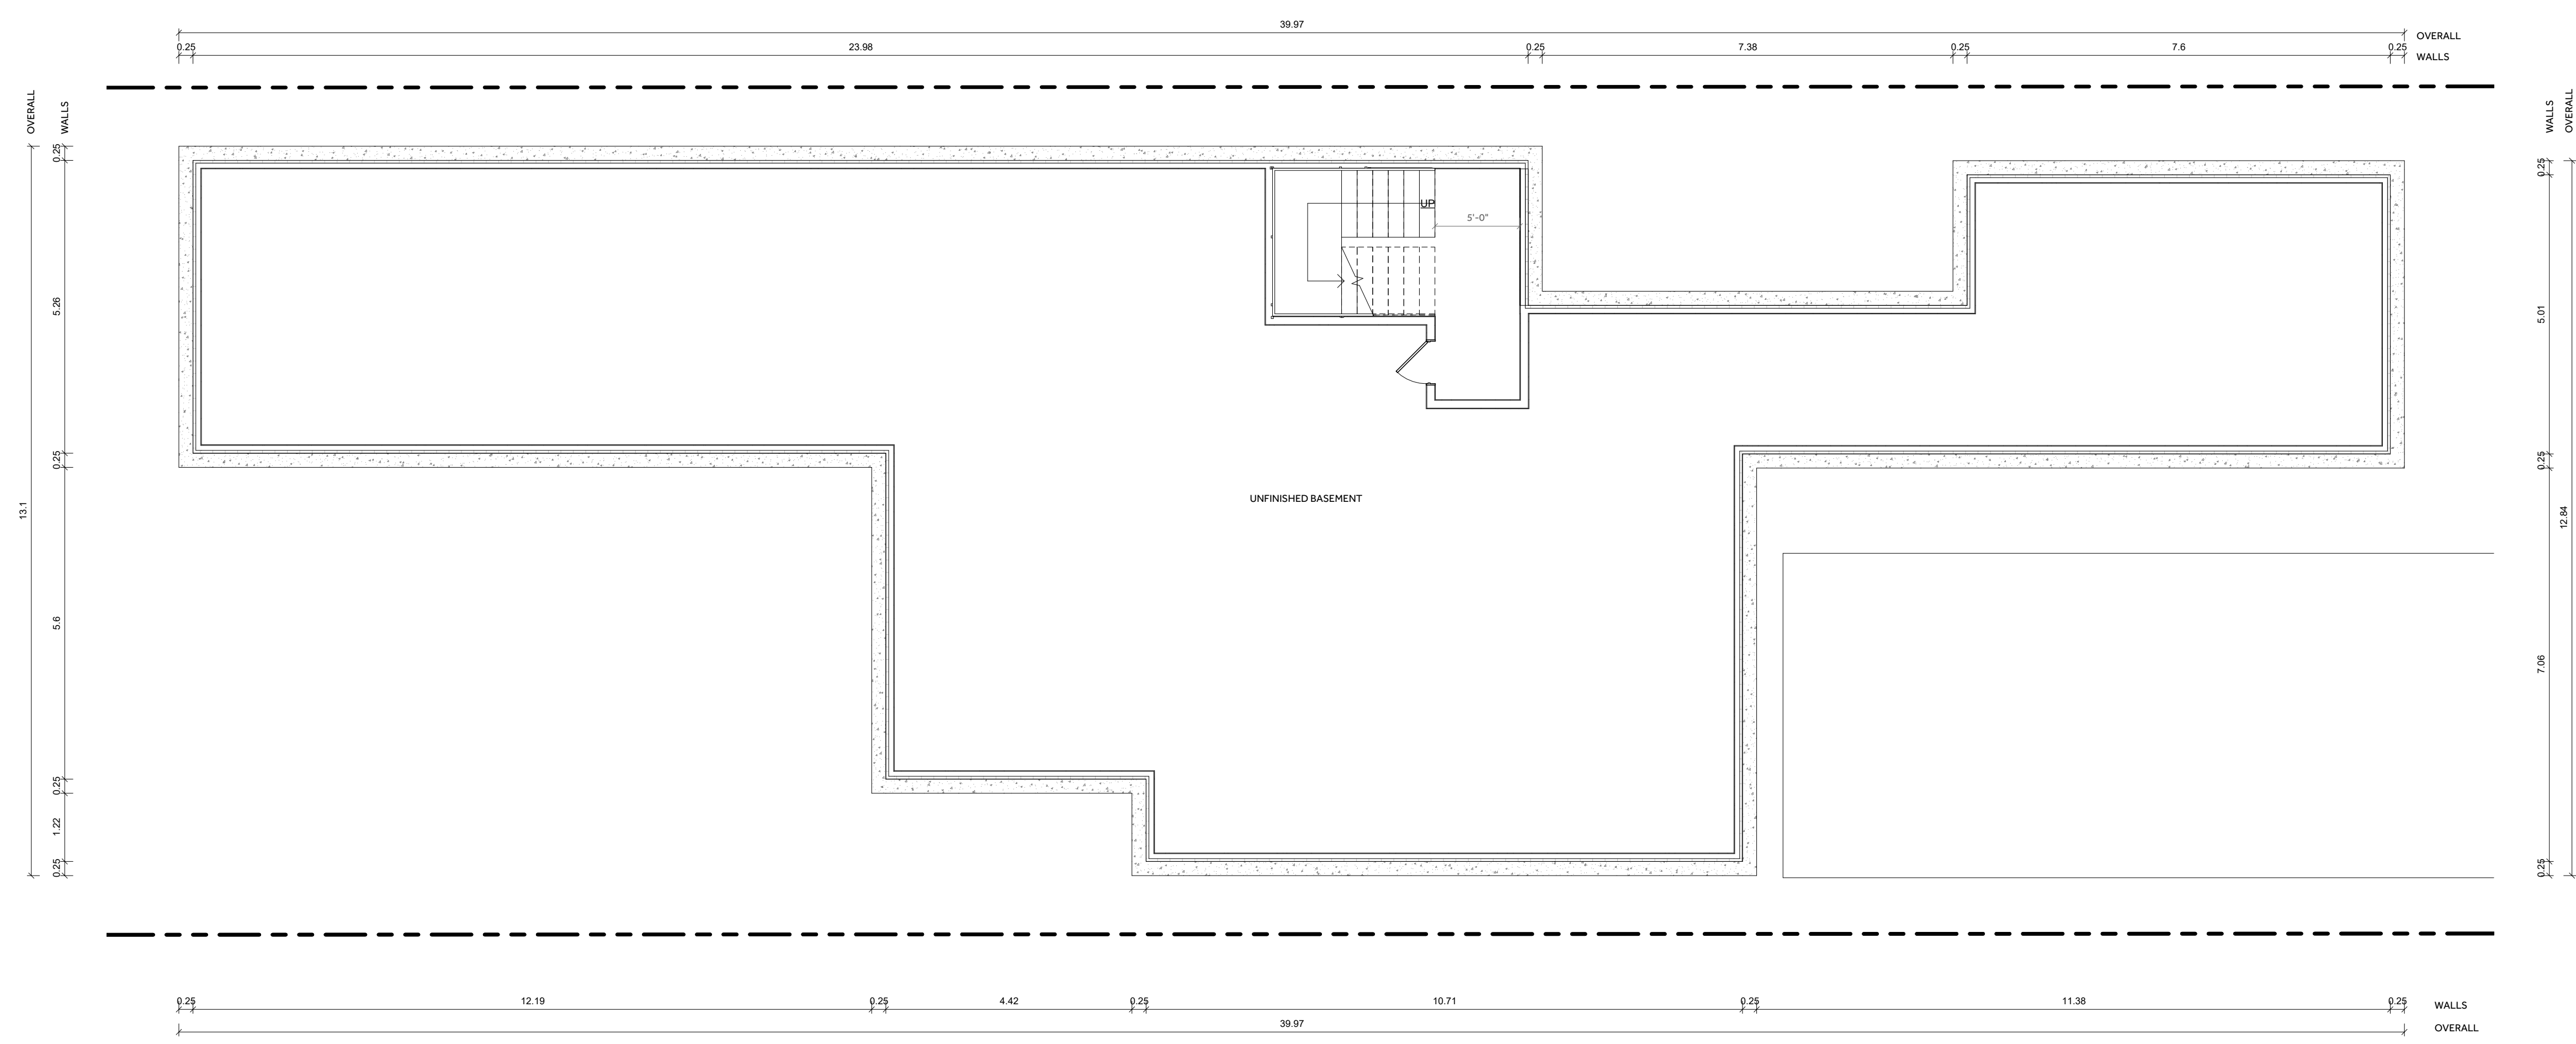 39.97
OVERALL
0.25 23.98 0.25 7.38 0.25 7.6 0.25
WALLS
OVERALL
WALLS
WALLS
OVERALL
0.25
5.26
0.25
13.1
5.6
0.25
1.22
0.25
UP
5'-0"
UNFINISHED BASEMENT
0.25
5.01
0.25
12.84
7.06
0.25
0.25 12.19 0.25 4.42 0.25 10.71 0.25 11.38 0.25
WALLS
39.97
OVERALL